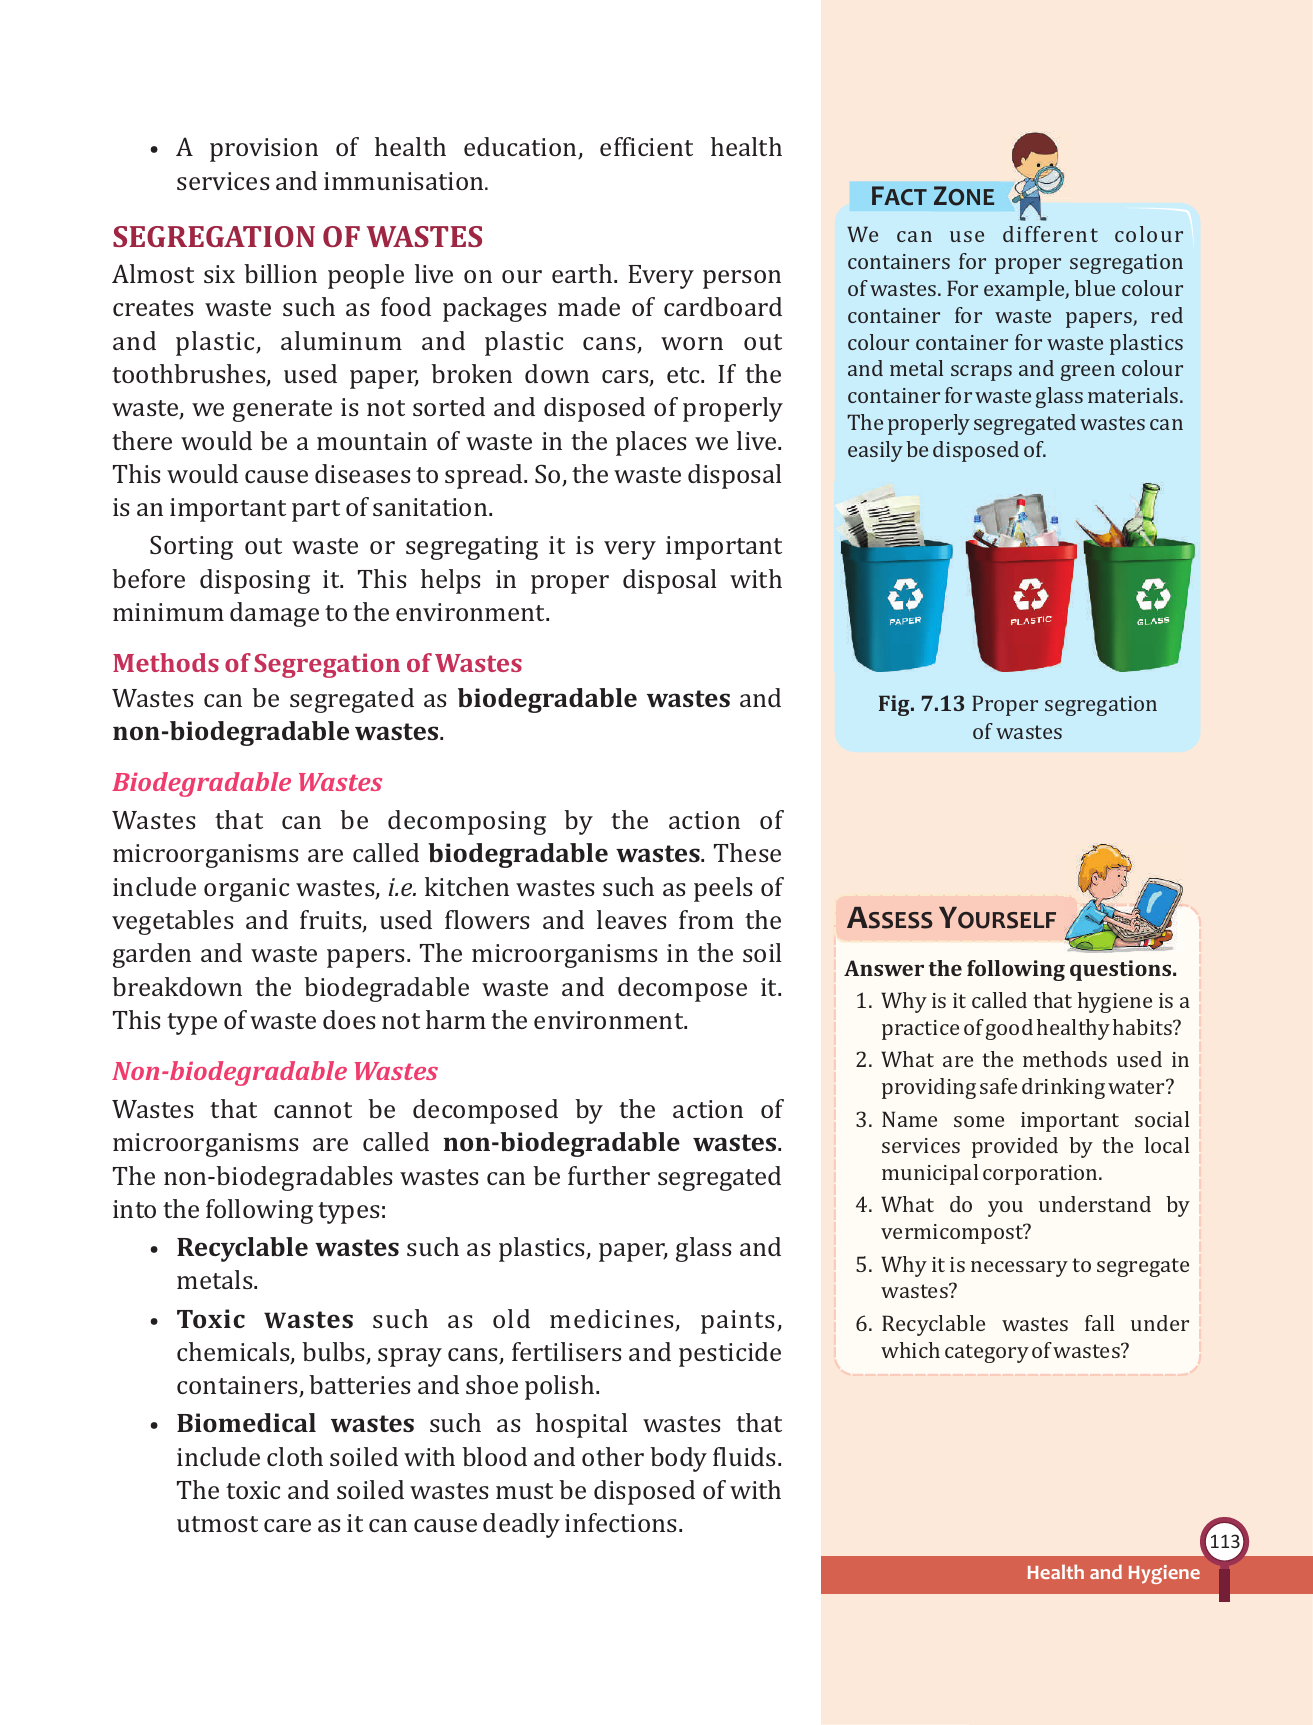 • A provision of health education, efficient health
services and immunisation.
SEGREGATION OF WASTES
Almost six billion people live on our earth. Every person
creates waste such as food packages made of cardboard
and plastic, aluminum and plastic cans, worn out
toothbrushes, used paper, broken down cars, etc. If the
waste, we generate is not sorted and disposed of properly
there would be a mountain of waste in the places we live.
This would cause diseases to spread. So, the waste disposal
is an important part of sanitation.
Sorting out waste or segregating it is very important
before disposing it. This helps in proper disposal with
minimum damage to the environment.
Methods of Segregation of Wastes
Wastes can be segregated as biodegradable wastes and
non-biodegradable wastes.
Biodegradable Wastes
Wastes that can be decomposing by the action of
microorganisms are called biodegradable wastes. These
include organic wastes, i.e. kitchen wastes such as peels of
vegetables and fruits, used flowers and leaves from the
garden and waste papers. The microorganisms in the soil
breakdown the biodegradable waste and decompose it.
This type of waste does not harm the environment.
Non-biodegradable Wastes
Wastes that cannot be decomposed by the action of
microorganisms are called non-biodegradable wastes.
The non-biodegradables wastes can be further segregated
into the following types:
• Recyclable wastes such as plastics, paper, glass and
metals.
• Toxic wastes such as old medicines, paints,
chemicals, bulbs, spray cans, fertilisers and pesticide
containers, batteries and shoe polish.
• Biomedical wastes such as hospital wastes that
include cloth soiled with blood and other body fluids.
The toxic and soiled wastes must be disposed of with
utmost care as it can cause deadly infections.
FACT ZONE
We can use different colour
containers for proper segregation
of wastes. For example, blue colour
container for waste papers, red
colour container for waste plastics
and metal scraps and green colour
container for waste glass materials.
The properly segregated wastes can
easily be disposed of.
PAPER
PLASTIC
GLASS
Fig. 7.13 Proper segregation
of wastes
ASSESS YOURSELF
Answer the following questions.
1. Why is it called that hygiene is a
practice of good healthy habits?
2. What are the methods used in
providing safe drinking water?
3. Name some important social
services provided by the local
municipal corporation.
4. What do you understand by
vermicompost?
5. Why it is necessary to segregate
wastes?
6. Recyclable wastes fall under
which category of wastes?
113
Health and Hygiene